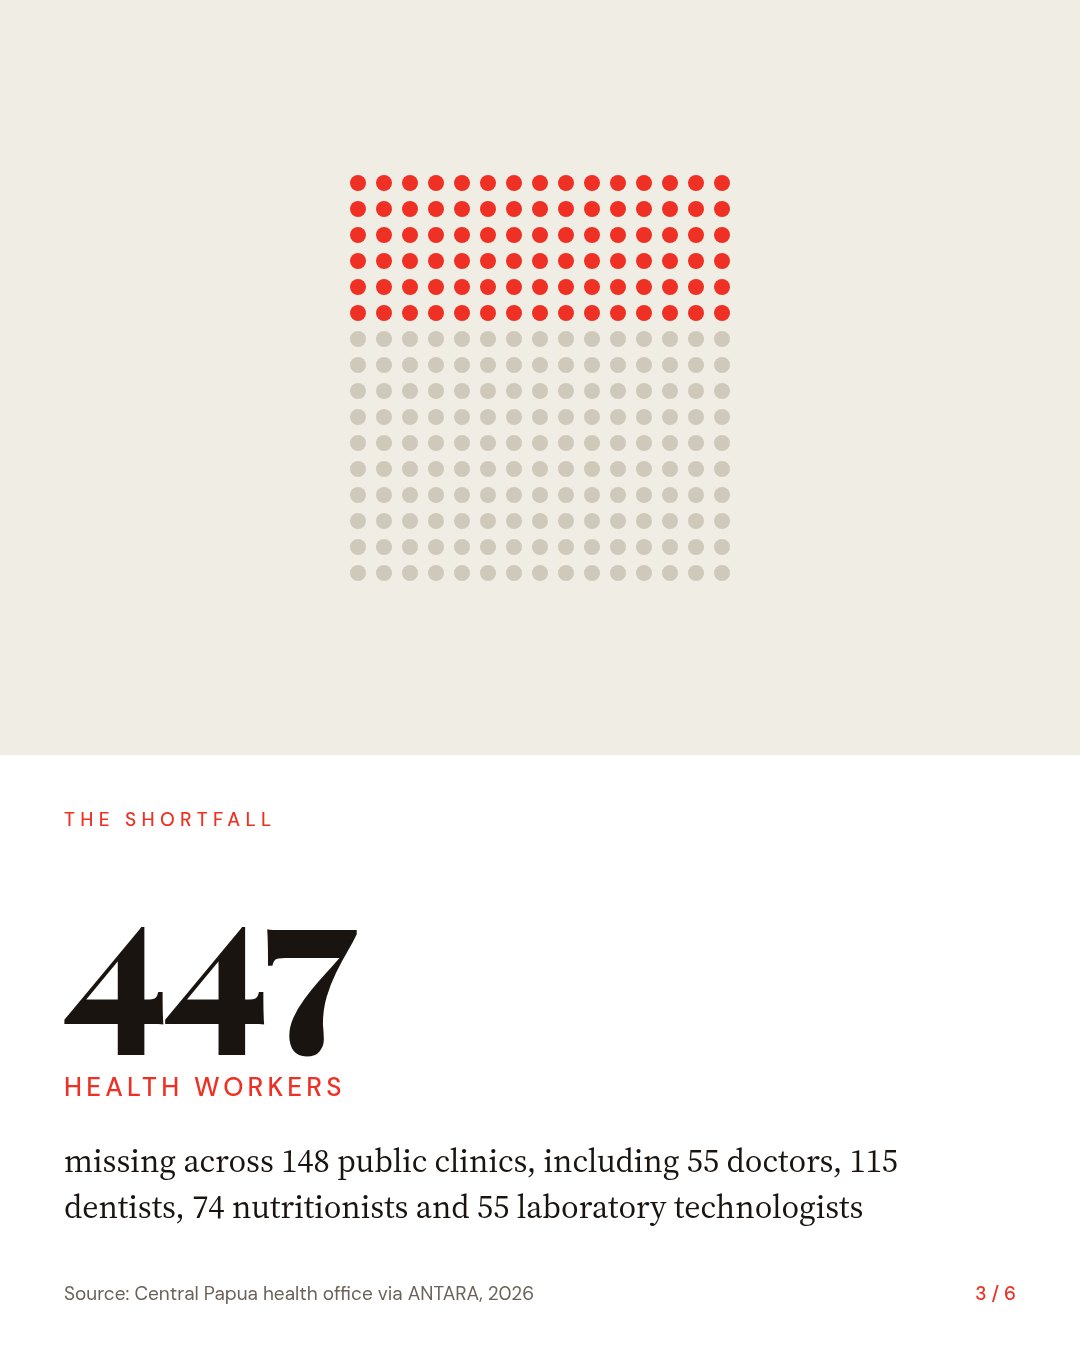 THE SHORTFALL
447
HEALTH WORKERS
missing across 148 public clinics, including 55 doctors, 115
dentists, 74 nutritionists and 55 laboratory technologists
Source: Central Papua health office via ANTARA, 2026
3 / 6